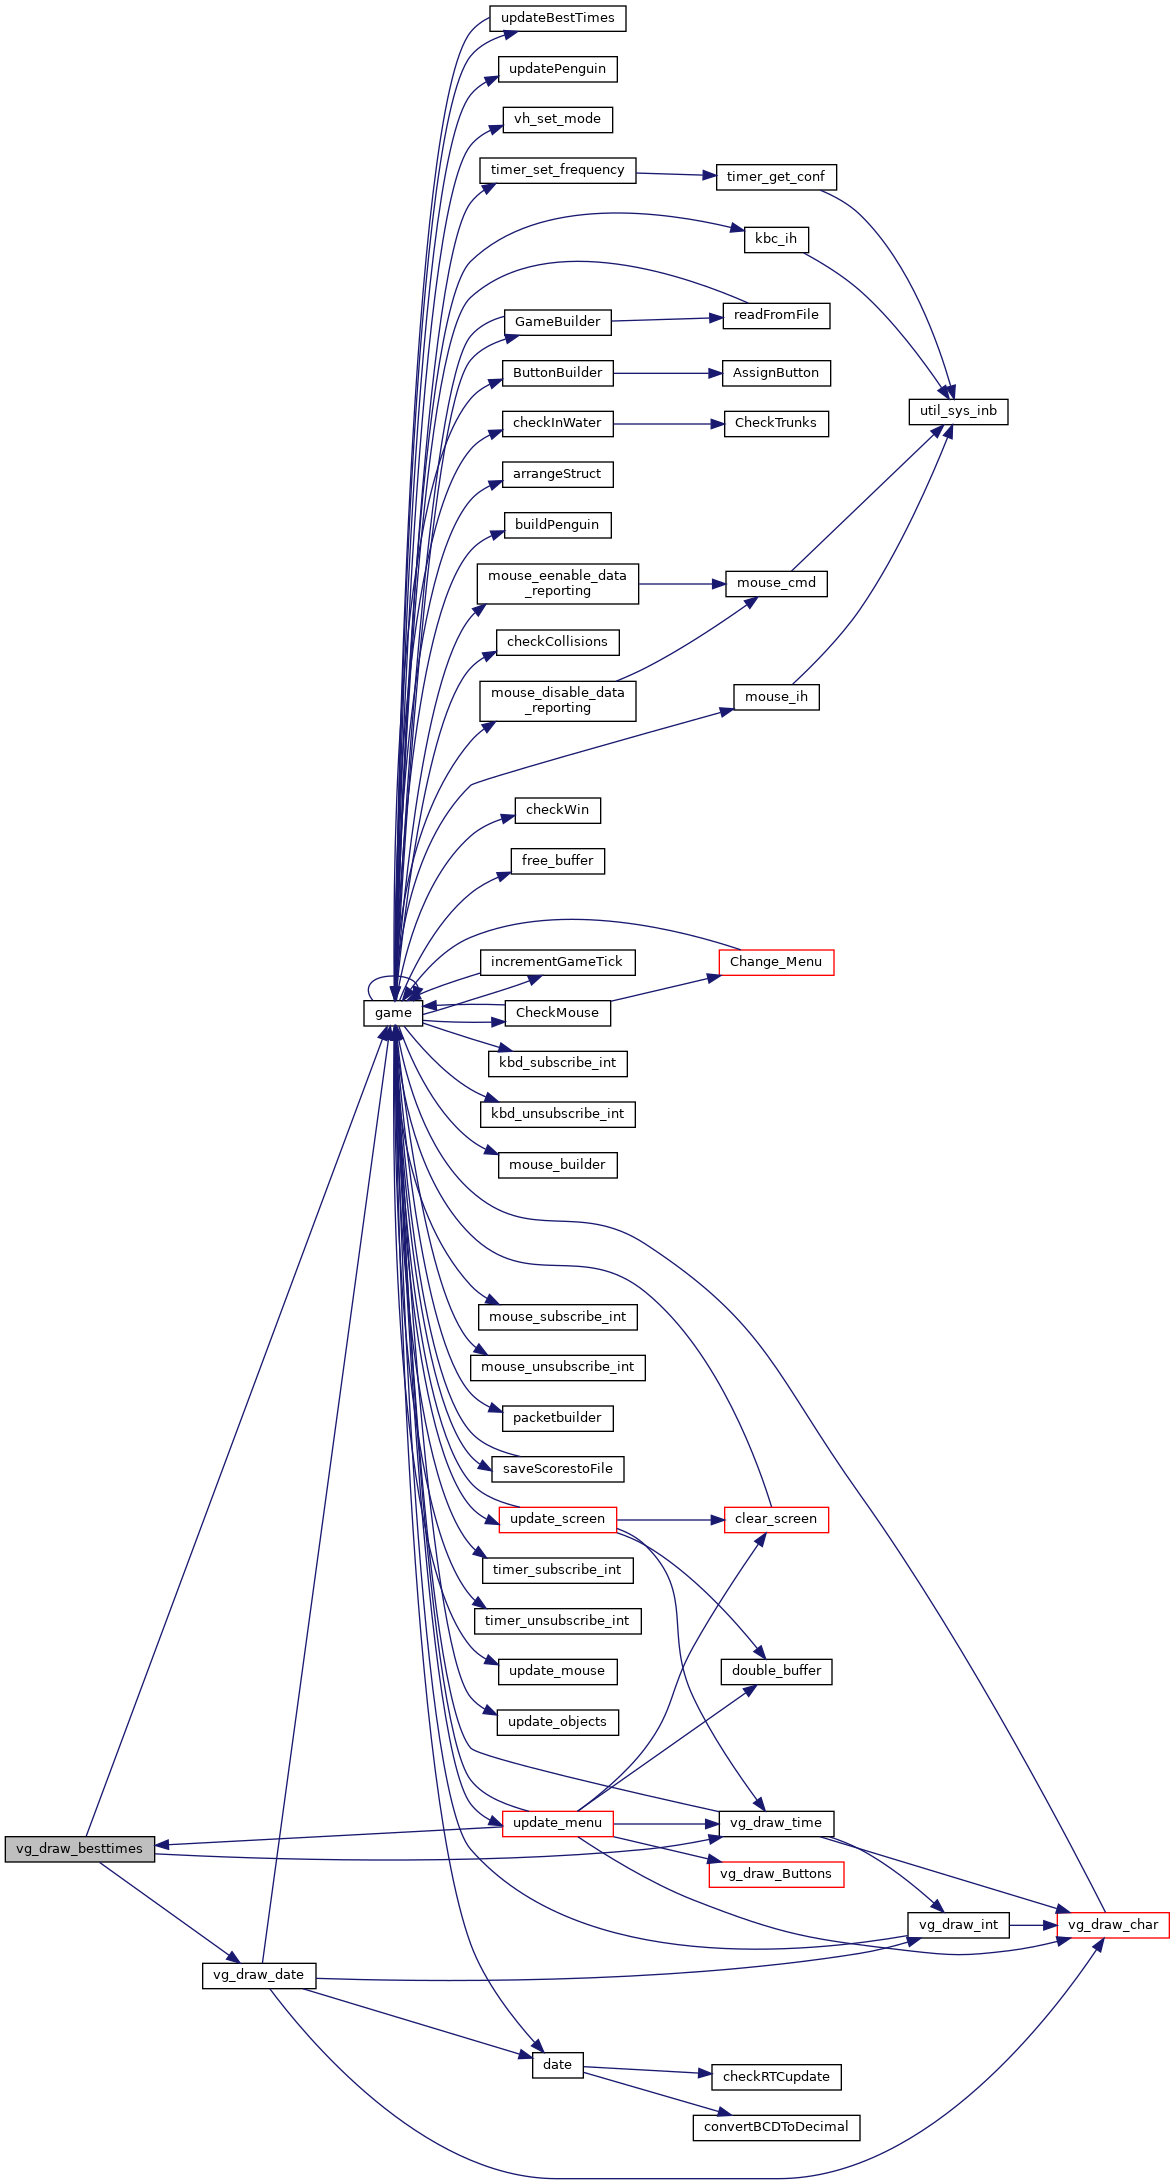 updateBestTimes
updatePenguin
vh_set_mode
timer_set_frequency
timer_get_conf
kbc_ih
readFromFile
GameBuilder
ButtonBuilder
AssignButton
util_sys_inb
checkInWater
CheckTrunks
arrangeStruct
buildPenguin
mouse_eenable_data
_reporting
mouse_cmd
checkCollisions
mouse_disable_data
_reporting
mouse_ih
checkWin
free_buffer
incrementGameTick
Change_Menu
game
CheckMouse
kbd_subscribe_int
kbd_unsubscribe_int
mouse_builder
mouse_subscribe_int
mouse_unsubscribe_int
packetbuilder
saveScorestoFile
update_screen
clear_screen
timer_subscribe_int
timer_unsubscribe_int
update_mouse
double_buffer
update_objects
update_menu
vg_draw_time
vg_draw_besttimes
vg_draw_Buttons
vg_draw_int
vg_draw_char
vg_draw_date
date
checkRTCupdate
convertBCDToDecimal